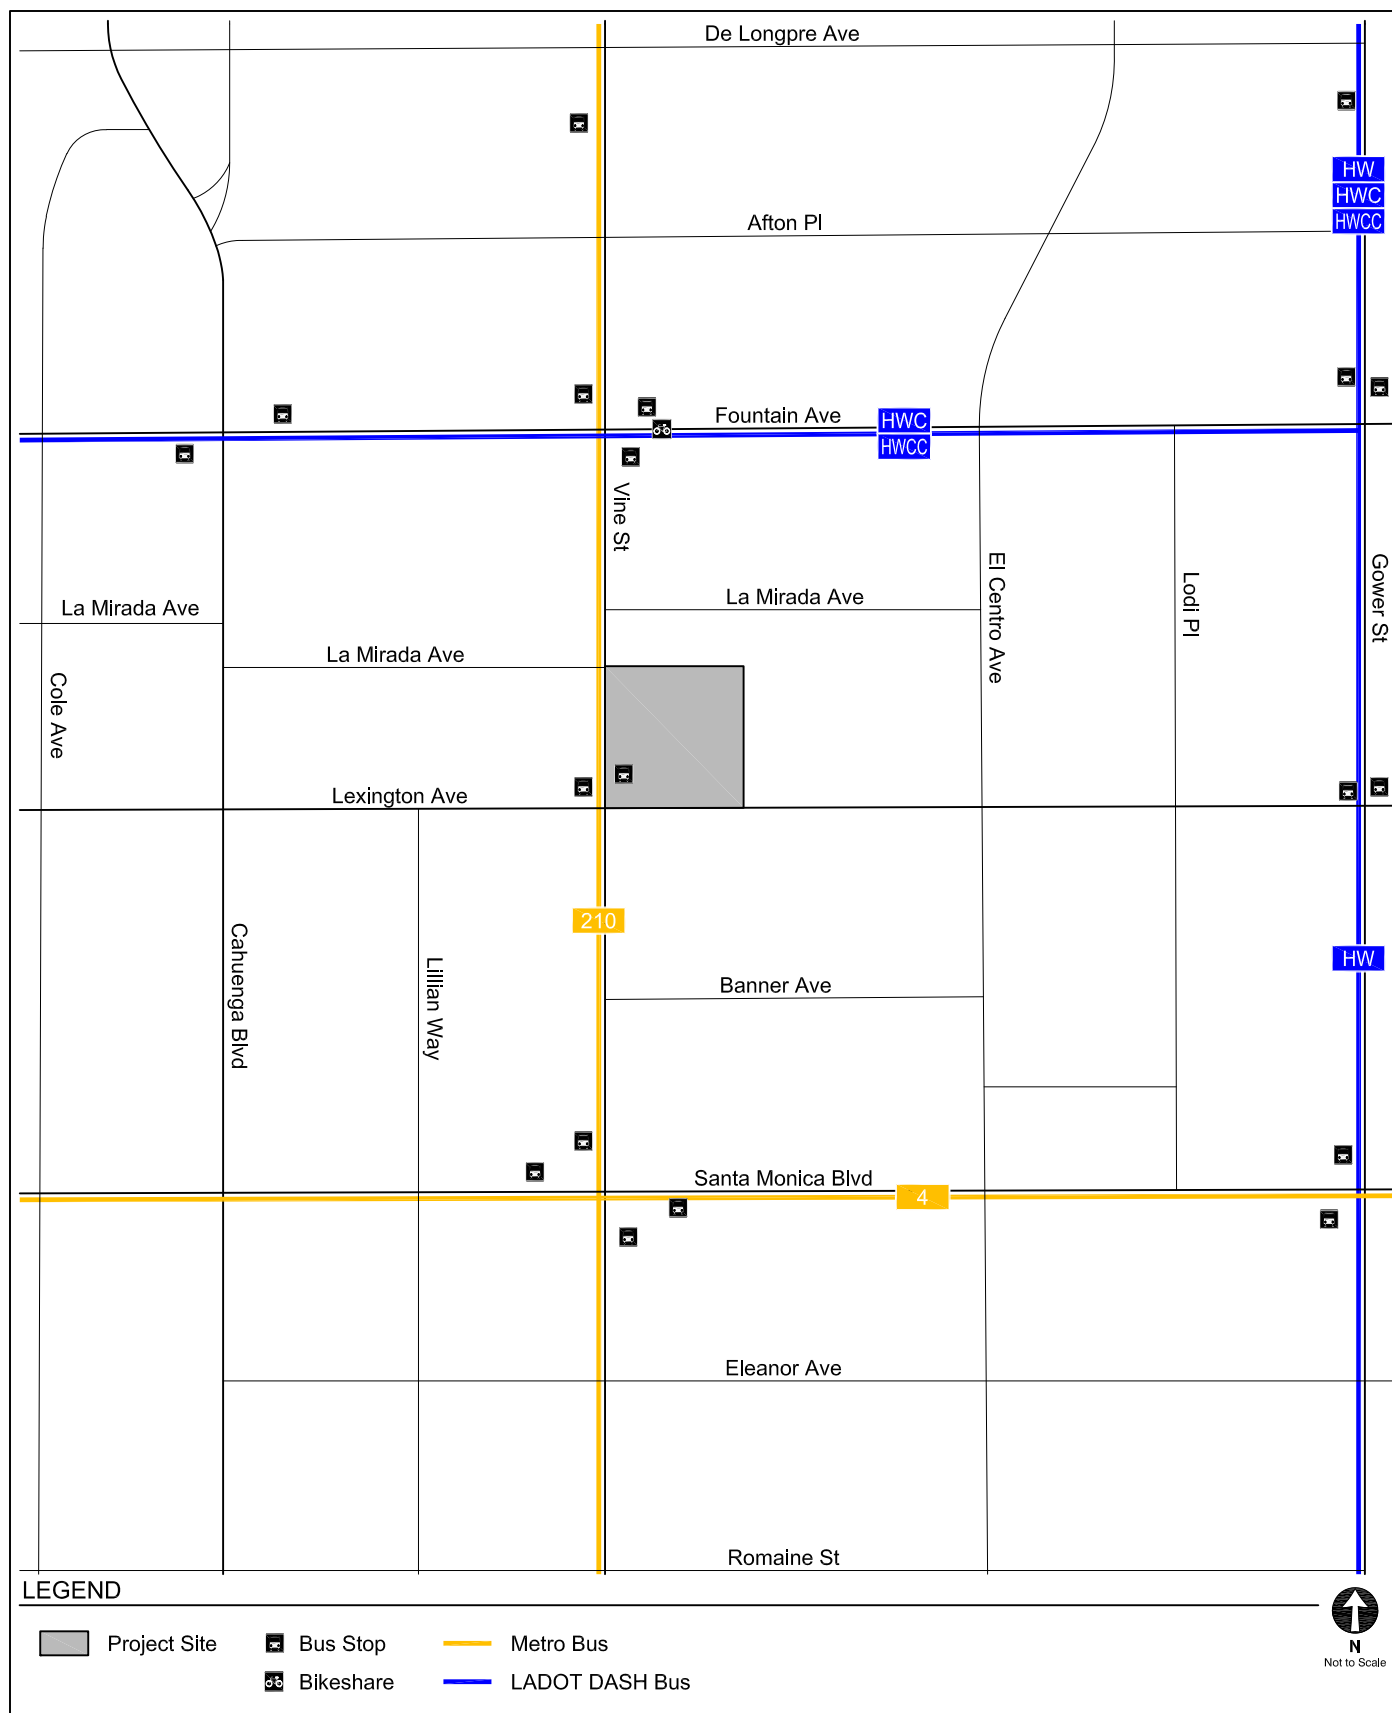 De Longpre Ave
HW
HWC
HWCC
Afton Pl
Fountain Ave
HWC
HWCC
Vine St
El Centro Ave
Lodi Pl
Gower St
La Mirada Ave
La Mirada Ave
La Mirada Ave
Cole Ave
Lexington Ave
210
Cahuenga Blvd
Lillian Way
HW
Banner Ave
Santa Monica Blvd
4
Eleanor Ave
Romaine St
LEGEND
Project Site
Bus Stop
Metro Bus
Bikeshare
LADOT DASH Bus
N
Not to Scale